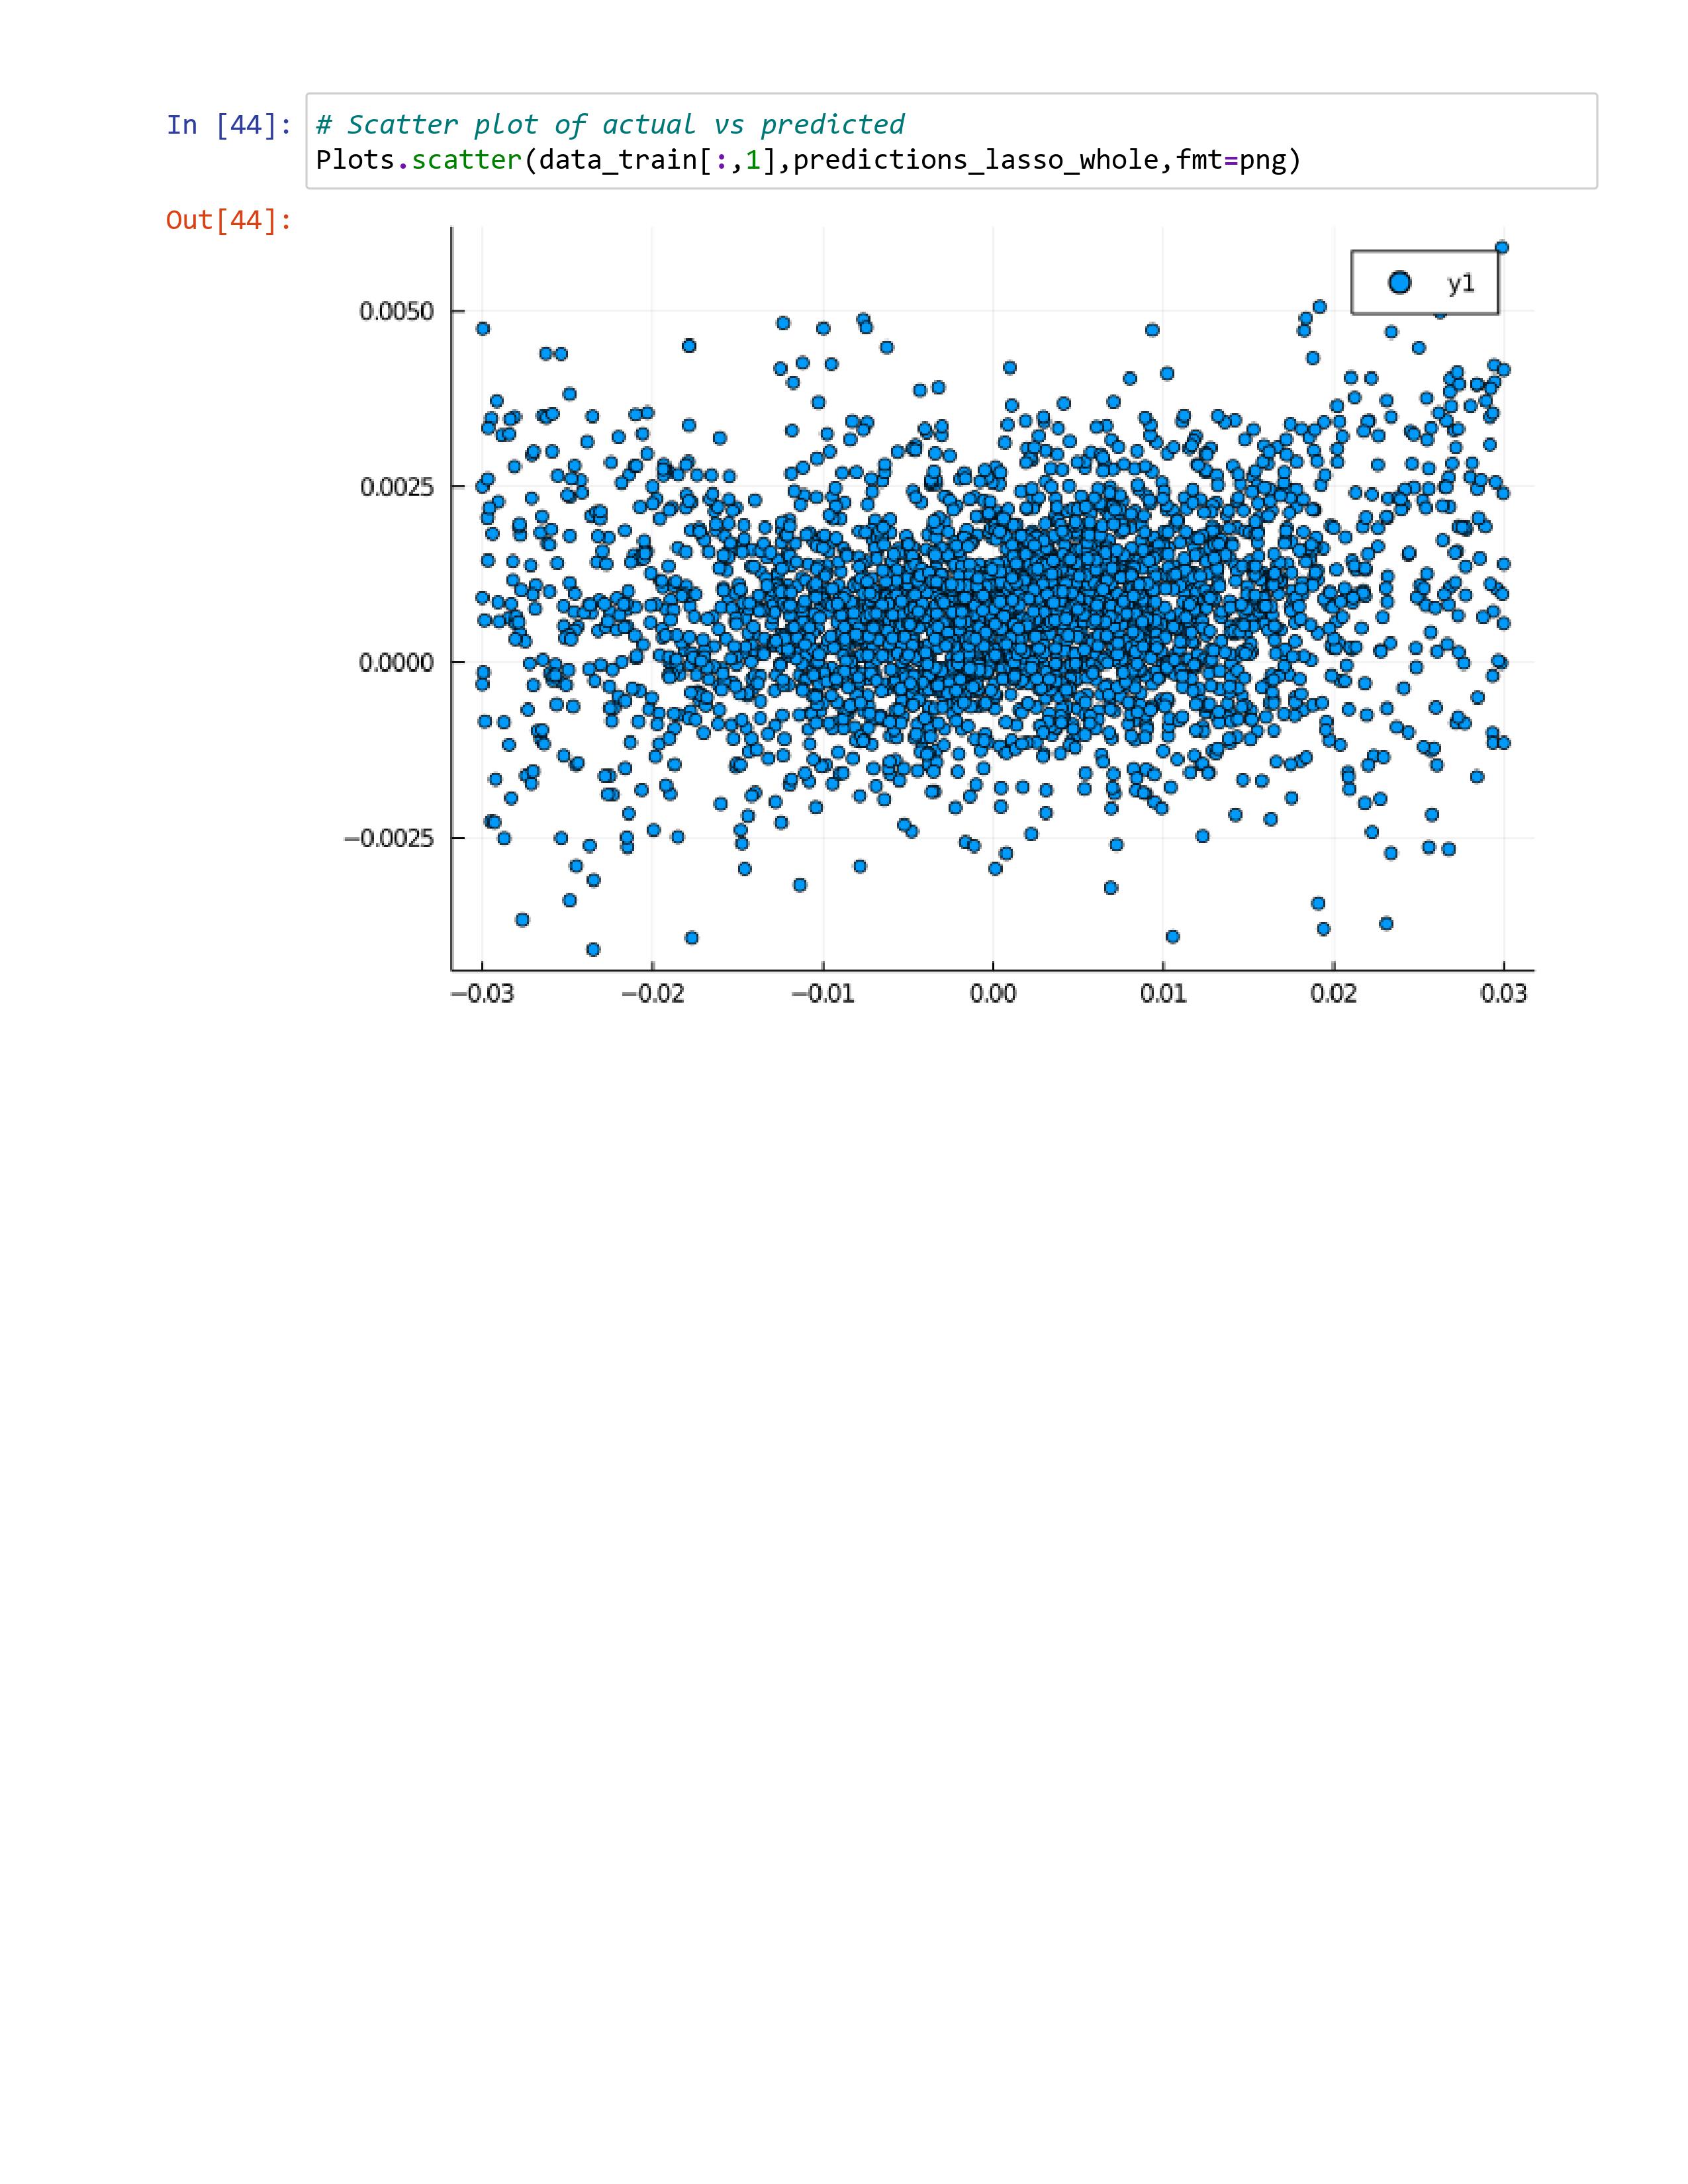 In [44]: # Scatter plot of actual vs predicted
Plots.scatter(data_train[:,1],predictions_lasso_whole,fmt=png)
Out[44]:
y1
0.0050
0.0025
0.0000
−0.0025
−0.03 −0.02 −0.01 0.00 0.01 0.02 0.03